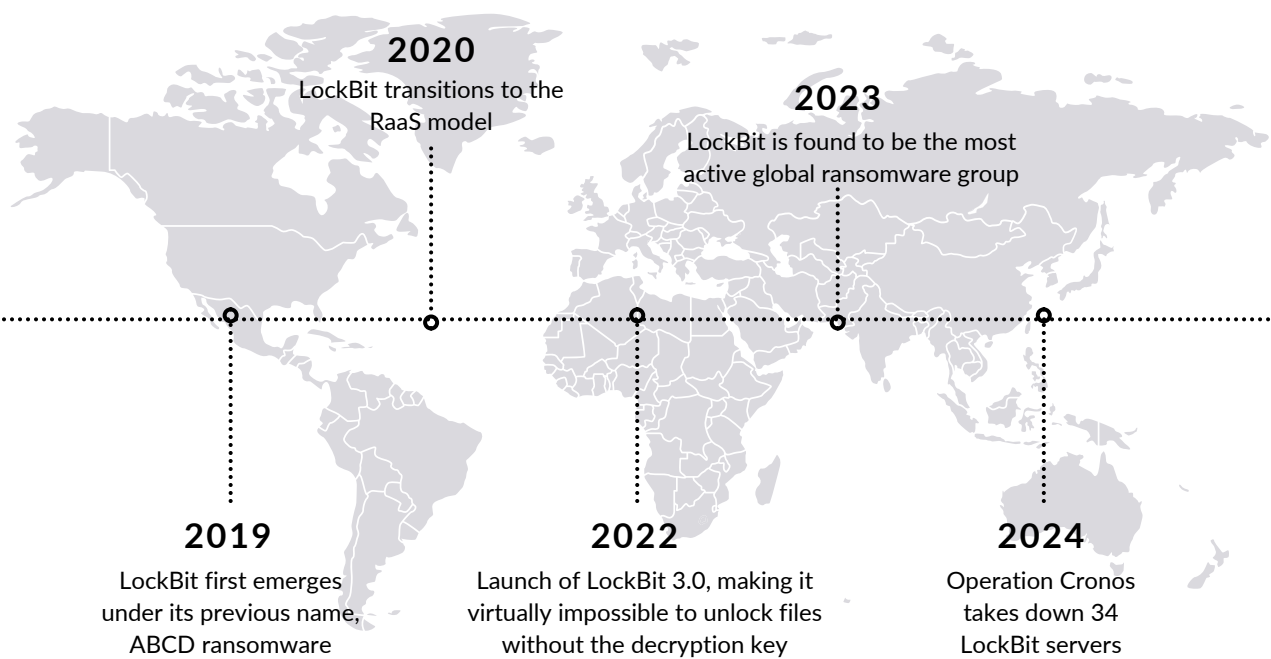 2020
LockBit transitions to the
RaaS model
2023
LockBit is found to be the most
active global ransomware group
2019
LockBit first emerges
under its previous name,
ABCD ransomware
2022
Launch of LockBit 3.0, making it
virtually impossible to unlock files
without the decryption key
2024
Operation Cronos
takes down 34
LockBit servers